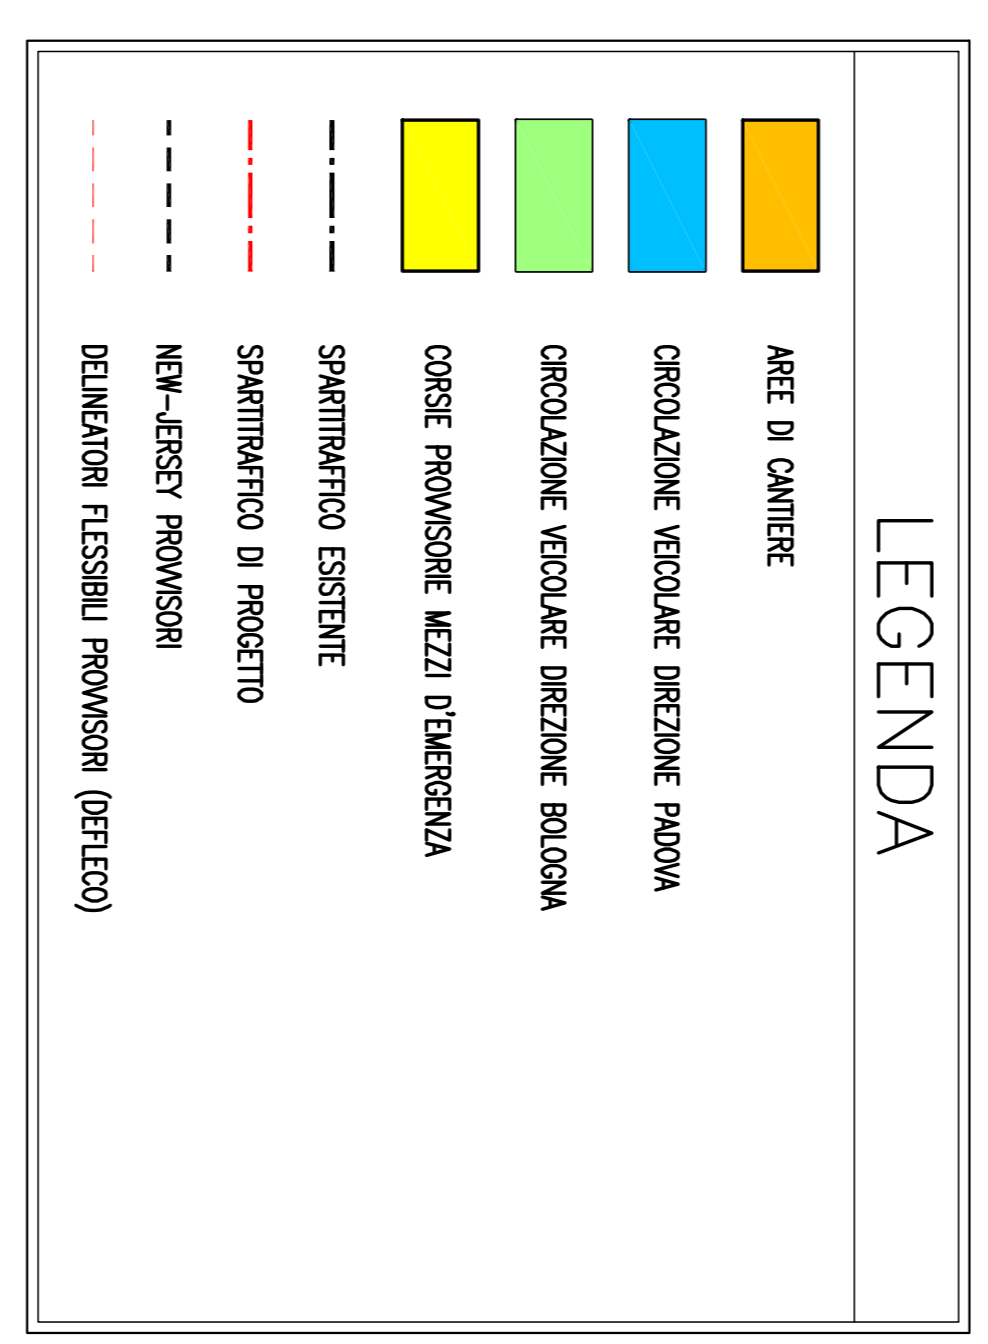 LEGENDA
AREE DI CANTIERE
CIRCOLAZIONE VEICOLARE DIREZIONE PADOVA
CIRCOLAZIONE VEICOLARE DIREZIONE BOLOGNA
CORSIE PROVVISORIE MEZZI D'EMERGENZA
SPARTITRAFFICO ESISTENTE
SPARTITRAFFICO DI PROGETTO
NEW-JERSEY PROVVISORI
DELINEATORI FLESSIBILI PROVVISORI (DEFLECO)